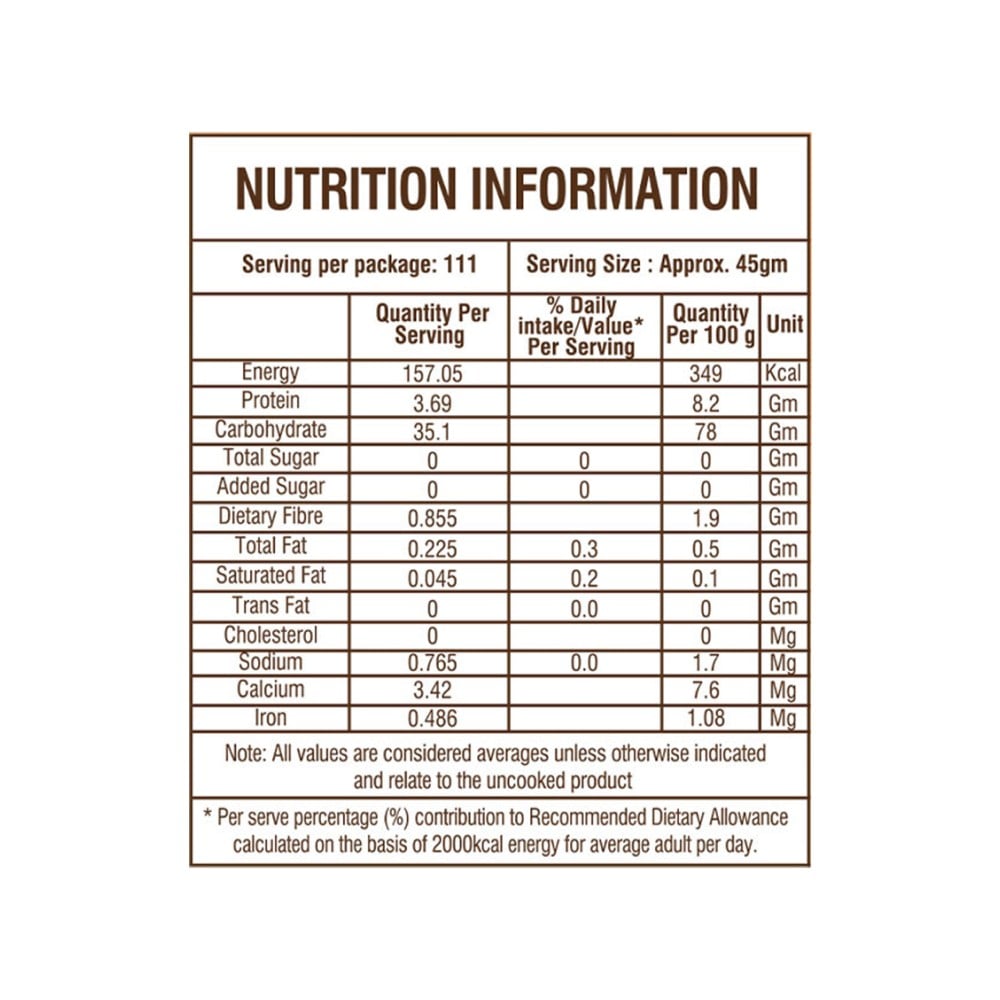 NUTRITION INFORMATION
Serving per package: 111 Serving Size : Approx. 45gm
Quantity Per Serving % Daily intake/Value* Per Serving Quantity Per 100 g Unit
Energy 157.05 349 Kcal
Protein 3.69 8.2 Gm
Carbohydrate 35.1 78 Gm
Total Sugar 0 0 0 Gm
Added Sugar 0 0 0 Gm
Dietary Fibre 0.855 1.9 Gm
Total Fat 0.225 0.3 0.5 Gm
Saturated Fat 0.045 0.2 0.1 Gm
Trans Fat 0 0.0 0 Gm
Cholesterol 0 0 Mg
Sodium 0.765 0.0 1.7 Mg
Calcium 3.42 7.6 Mg
Iron 0.486 1.08 Mg
Note: All values are considered averages unless otherwise indicated
and relate to the uncooked product
* Per serve percentage (%) contribution to Recommended Dietary Allowance
calculated on the basis of 2000kcal energy for average adult per day.